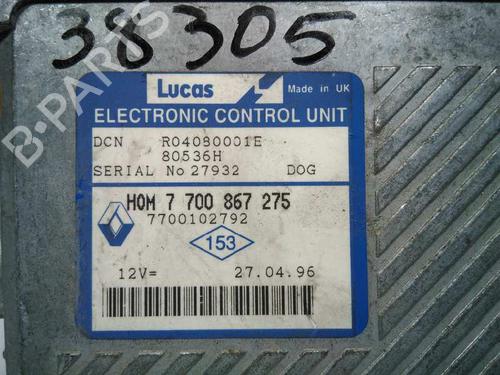 38305
B-PARTS
Lucas
Made in UK
ELECTRONIC CONTROL UNIT
DCN R04080001E
80536H
SERIAL No 27932 DOG
HOM 7 700 867 275
7700102792
153
12V= 27.04.96